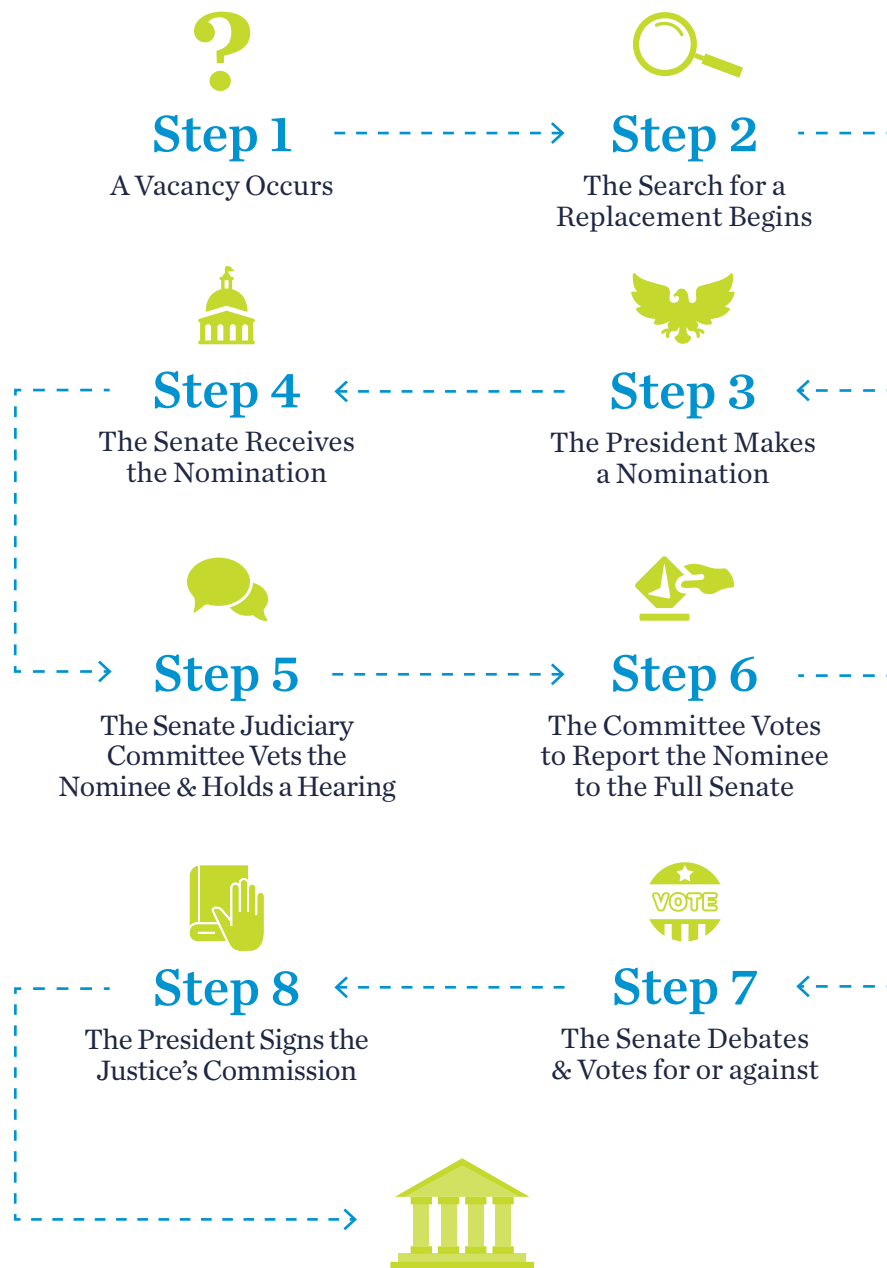 Step 1
A Vacancy Occurs
Step 2
The Search for a
Replacement Begins
Step 3
The President Makes
a Nomination
Step 4
The Senate Receives
the Nomination
Step 5
The Senate Judiciary
Committee Vets the
Nominee & Holds a Hearing
Step 6
The Committee Votes
to Report the Nominee
to the Full Senate
VOTE
Step 7
The Senate Debates
& Votes for or against
Step 8
The President Signs the
Justice’s Commission